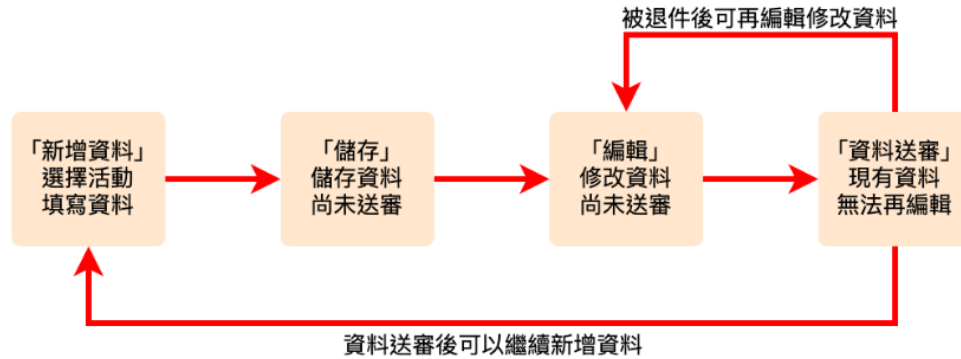 被退件後可再編輯修改資料
「新增資料」
選擇活動
填寫資料
「儲存」
儲存資料
尚未送審
「編輯」
修改資料
尚未送審
「資料送審」
現有資料
無法再編輯
資料送審後可以繼續新增資料